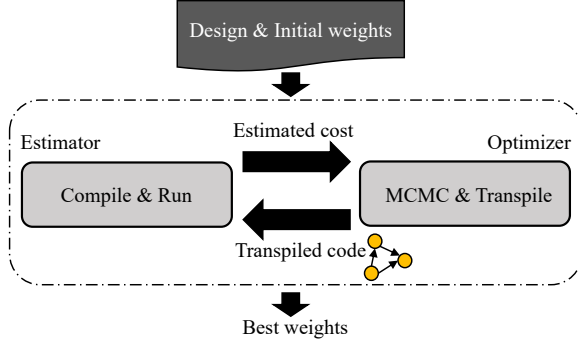 Design & Initial weights
Estimated cost
Estimator
Optimizer
Compile & Run
MCMC & Transpile
Transpiled code
Best weights